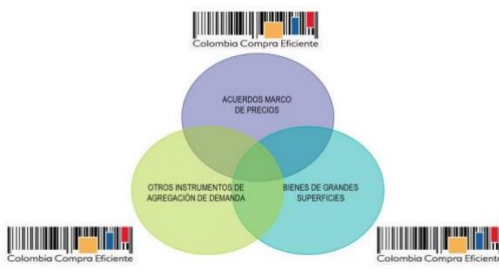 Colombia Compra Eficiente
ACUERDOS MARCO
DE PRECIOS
OTROS INSTRUMENTOS DE
AGREGACIÓN DE DEMANDA
BIENES DE GRANDES
SUPERFICIES
Colombia Compra Eficiente
Colombia Compra Eficiente